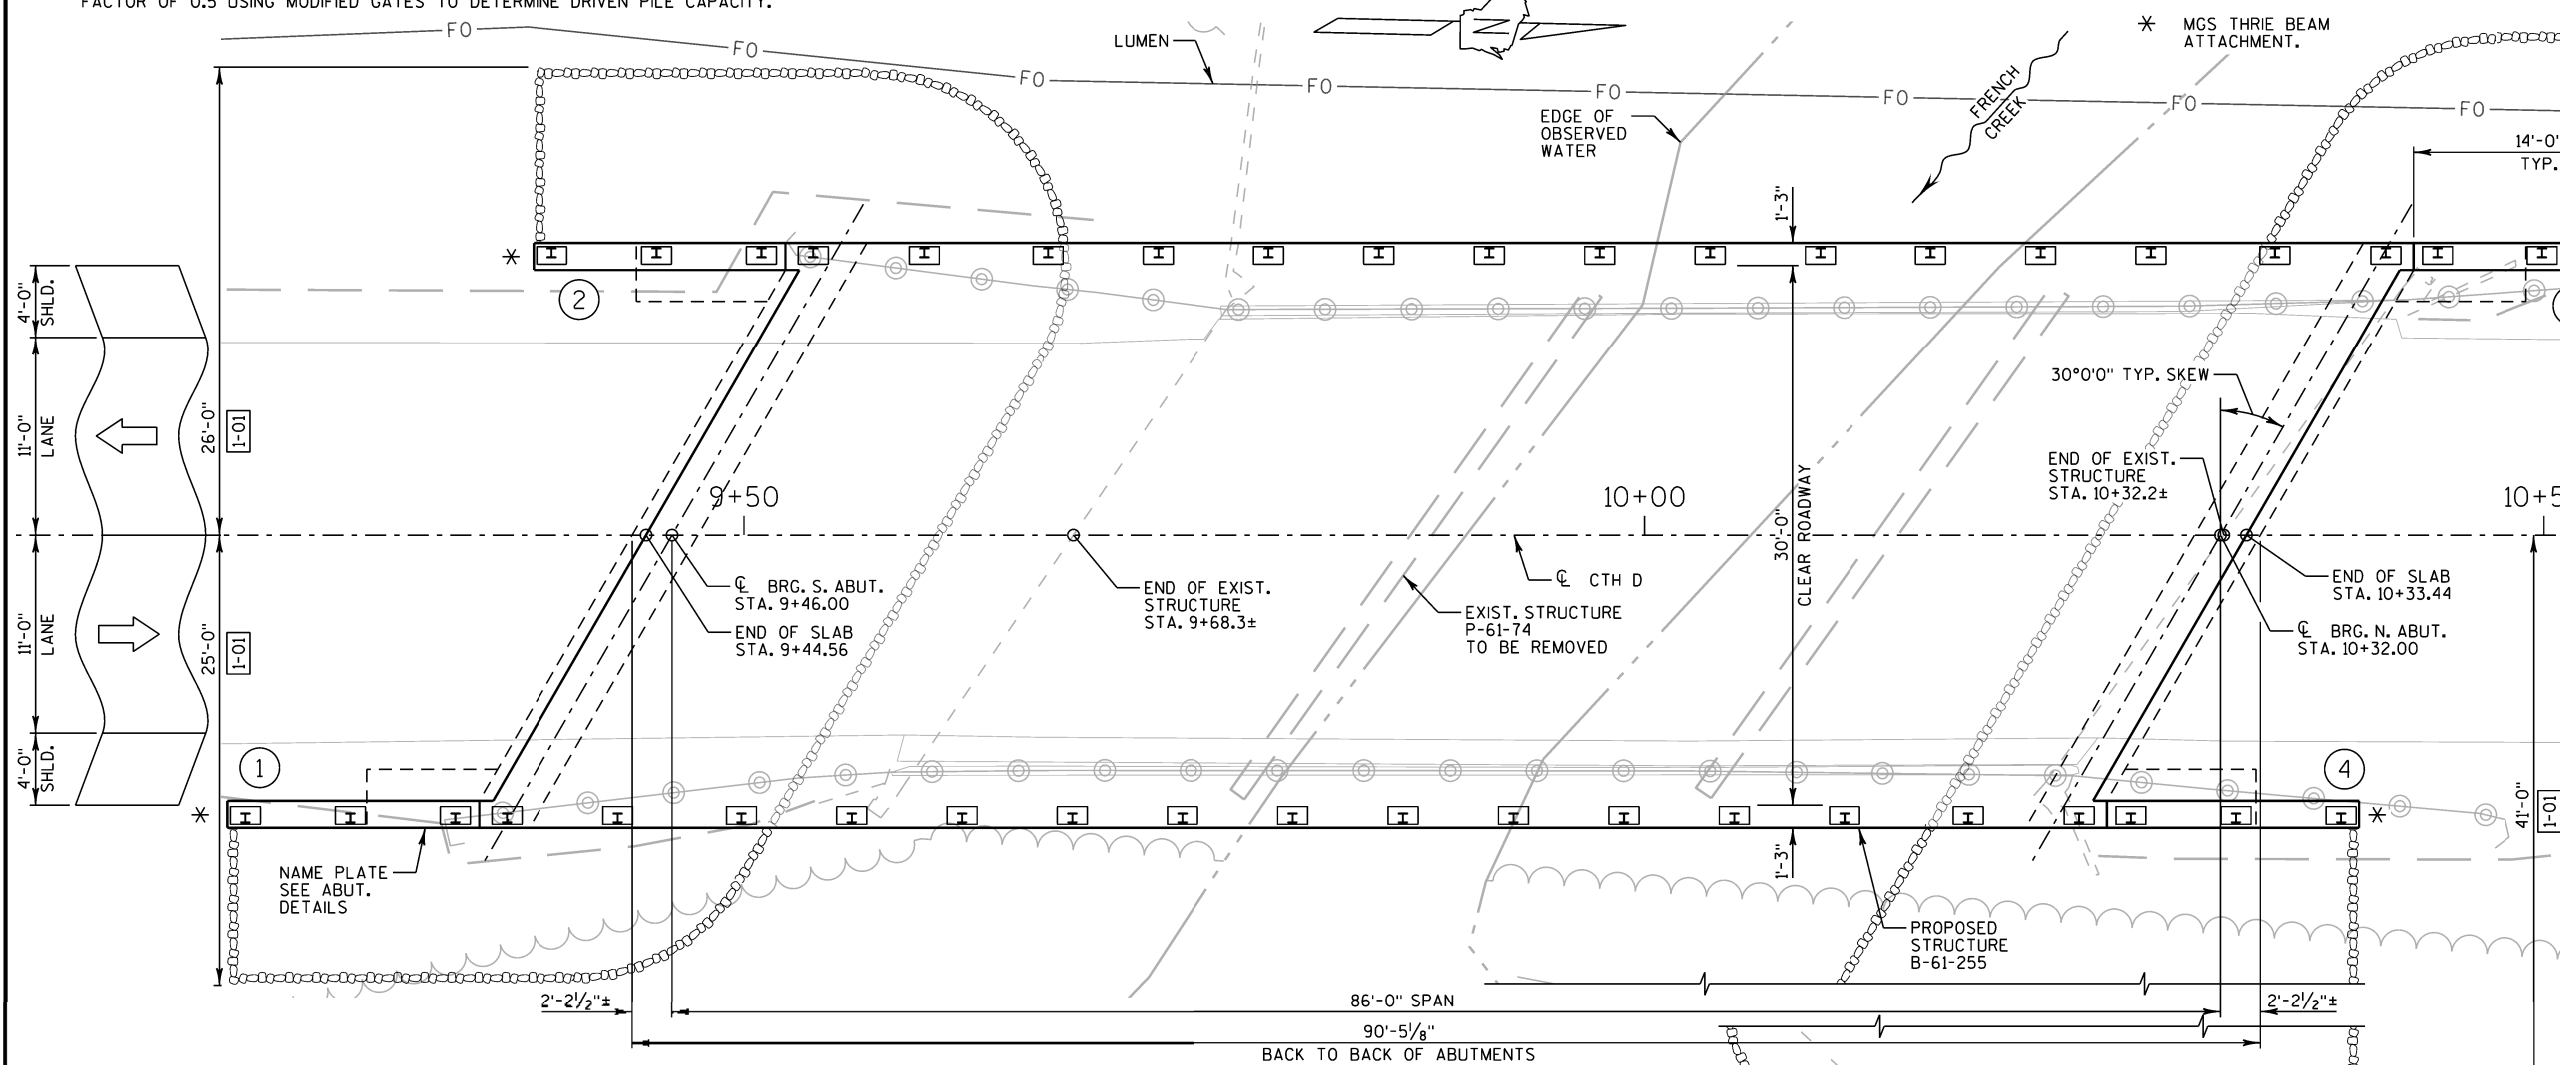 FACTOR OF 0.5 USING MODIFIED GATES TO DETERMINE DRIVEN PILE CAPACITY.
FO
FO
FO
FO
FO
FO
FO
FO
LUMEN
N
* MGS THRIE BEAM
ATTACHMENT.
FRENCH
CREEK
EDGE OF
OBSERVED
WATER
14'-0"
TYP.
1'-3"
*
2
4'-0"
SHLD.
11'-0"
LANE
26'-0"
1-01
11'-0"
LANE
25'-0"
1-01
4'-0"
SHLD.
30°0'0" TYP. SKEW
END OF EXIST.
STRUCTURE
STA. 10+32.2±
9+50
10+00
10+5
30'-0"
CLEAR ROADWAY
℄ BRG. S. ABUT.
STA. 9+46.00
END OF SLAB
STA. 9+44.56
END OF EXIST.
STRUCTURE
STA. 9+68.3±
℄ CTH D
EXIST. STRUCTURE
P-61-74
TO BE REMOVED
END OF SLAB
STA. 10+33.44
℄ BRG. N. ABUT.
STA. 10+32.00
1
4
*
*
41'-0"
1-01
NAME PLATE
SEE ABUT.
DETAILS
1'-3"
PROPOSED
STRUCTURE
B-61-255
2'-2½"±
86'-0" SPAN
2'-2½"±
90'-5⅛"
BACK TO BACK OF ABUTMENTS